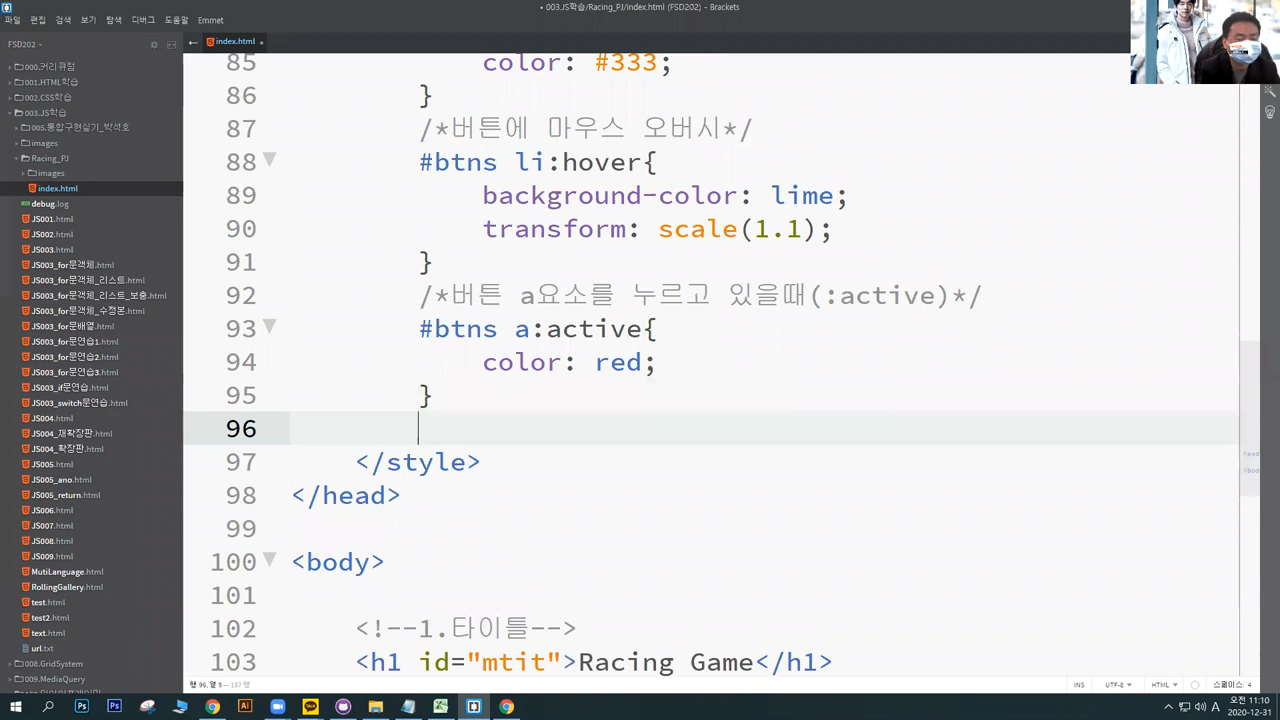 003.JS학습/Racing_PJ/index.html (FSD202) - Brackets
파일 편집 찾기 보기 탐색 디버그 도움말 Emmet
FSD202
index.html
000.커리큘럼
001.HTML학습
002.CSS학습
003.JS학습
005.통합구현실기_박석호
images
Racing_PJ
images
index.html
debug.log
JS001.html
JS002.html
JS003.html
JS003_for문객체.html
JS003_for문객체_리스트.html
JS003_for문객체_리스트_보충.html
JS003_for문객체_수정본.html
JS003_for문배열.html
JS003_for문연습1.html
JS003_for문연습2.html
JS003_for문연습3.html
JS003_if문연습.html
JS003_switch문연습.html
JS004.html
JS004_재확장판.html
JS004_확장판.html
JS005.html
JS005_ano.html
JS005_return.html
JS006.html
JS007.html
JS008.html
JS009.html
MutiLanguage.html
RollingGallery.html
test.html
test2.html
text.html
url.txt
008.GridSystem
009.MediaQuery
85 color: #333;
86 }
87 /*버튼에 마우스 오버시*/
88 #btns li:hover{
89 background-color: lime;
90 transform: scale(1.1);
91 }
92 /*버튼 a요소를 누르고 있을때(:active)*/
93 #btns a:active{
94 color: red;
95 }
96
97 </style>
98 </head>
99
100 <body>
101
102 <!--1.타이틀-->
103 <h1 id="mtit">Racing Game</h1>
행 96, 열 9 — 157 행
INS UTF-8 HTML 스페이스: 4
A 오전 11:10
2020-12-31